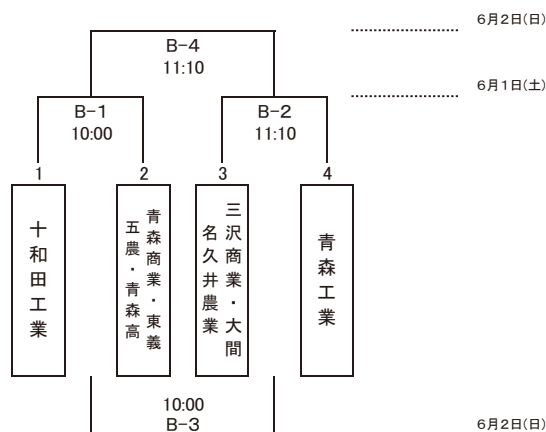 6月2日(日)
B-4
11:10
6月1日(土)
B-1
10:00
B-2
11:10
1
2
3
4
十和田工業
青森商業・東義
五農・青森高
三沢商業・大間
名久井農業
青森工業
10:00
B-3
6月2日(日)